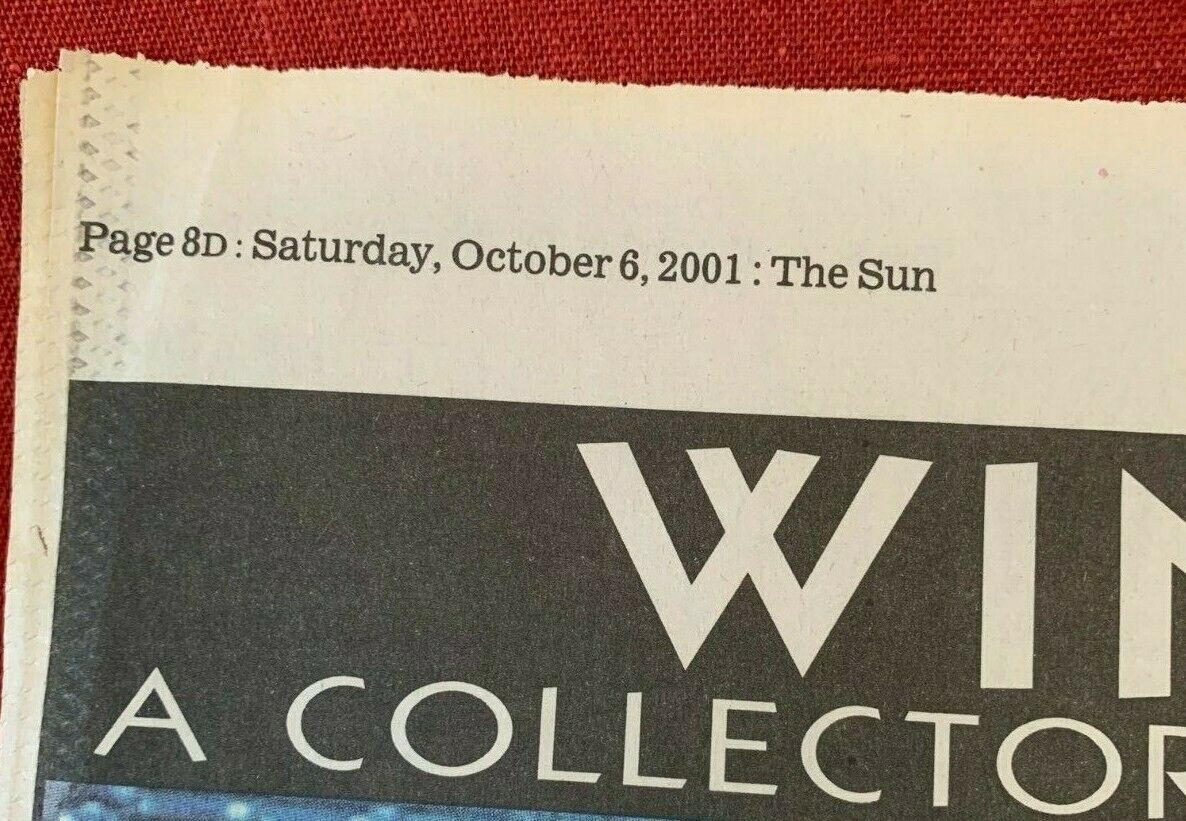 Page 8D : Saturday, October 6, 2001 : The Sun
WIN
A COLLECTOR